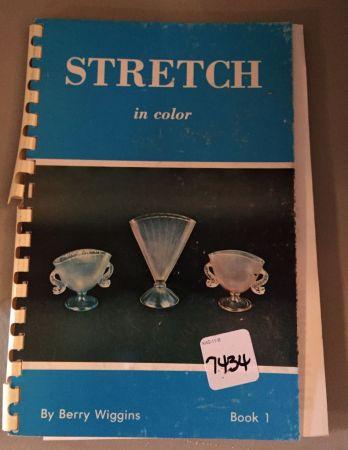 STRETCH
in color
7434
By Berry Wiggins Book 1